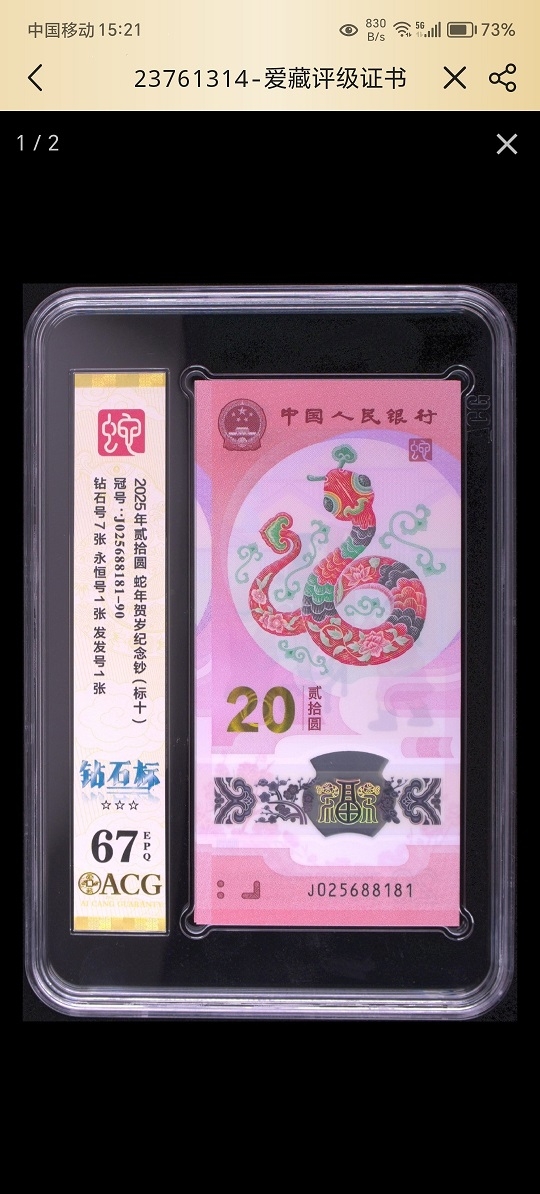 中国移动 15:21
830 B/s
5G
73%
23761314-爱藏评级证书
1 / 2
蛇
2025年贰拾圆 蛇年贺岁纪念钞(标十)
冠号:J025688181-90
钻石号7张 永恒号1张 发发号1张
钻石标
☆☆☆
67 EPQ
ACG
中国人民银行
蛇
20 贰拾圆
福
J025688181